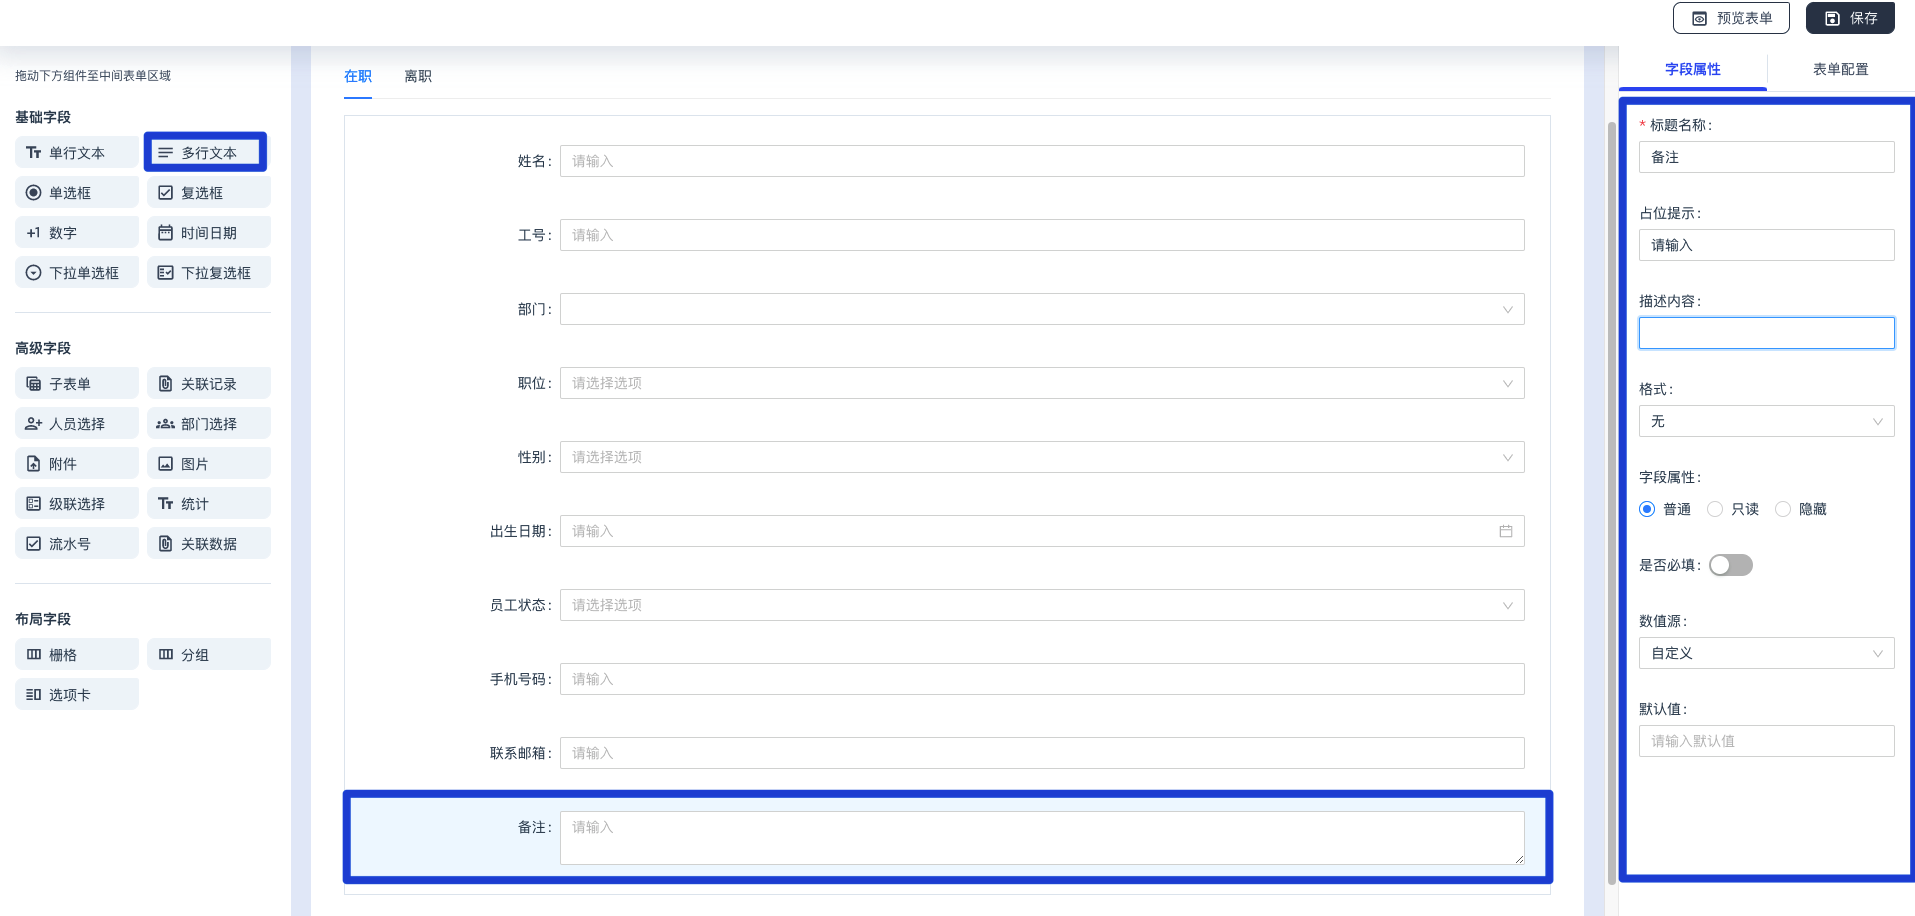 预览表单
保存
拖动下方组件至中间表单区域
基础字段
单行文本
多行文本
单选框
复选框
+1 数字
时间日期
下拉单选框
下拉复选框
高级字段
子表单
关联记录
人员选择
部门选择
附件
图片
级联选择
统计
流水号
关联数据
布局字段
栅格
分组
选项卡
在职
离职
姓名：
请输入
工号：
请输入
部门：
职位：
请选择选项
性别：
请选择选项
出生日期：
请输入
员工状态：
请选择选项
手机号码：
请输入
联系邮箱：
请输入
备注：
请输入
字段属性
表单配置
* 标题名称：
备注
占位提示：
请输入
描述内容：
格式：
无
字段属性：
普通
只读
隐藏
是否必填：
数值源：
自定义
默认值：
请输入默认值